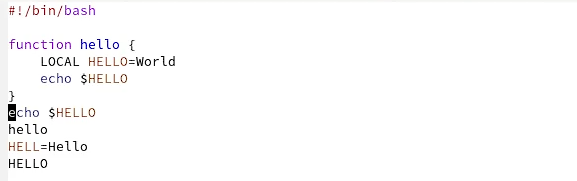 #!/bin/bash
function hello {
LOCAL HELLO=World
echo $HELLO
}
echo $HELLO
hello
HELL=Hello
HELLO